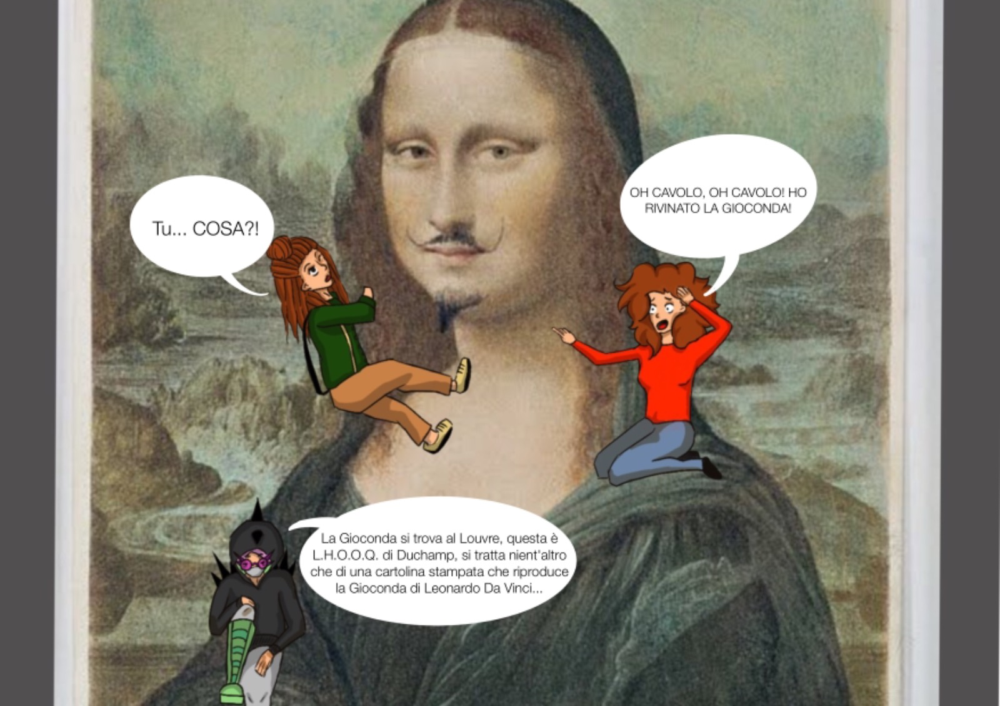 OH CAVOLO, OH CAVOLO! HO
RIVINATO LA GIOCONDA!
Tu... COSA?!
La Gioconda si trova al Louvre, questa è
L.H.O.O.Q. di Duchamp, si tratta nient'altro
che di una cartolina stampata che riproduce
la Gioconda di Leonardo Da Vinci...